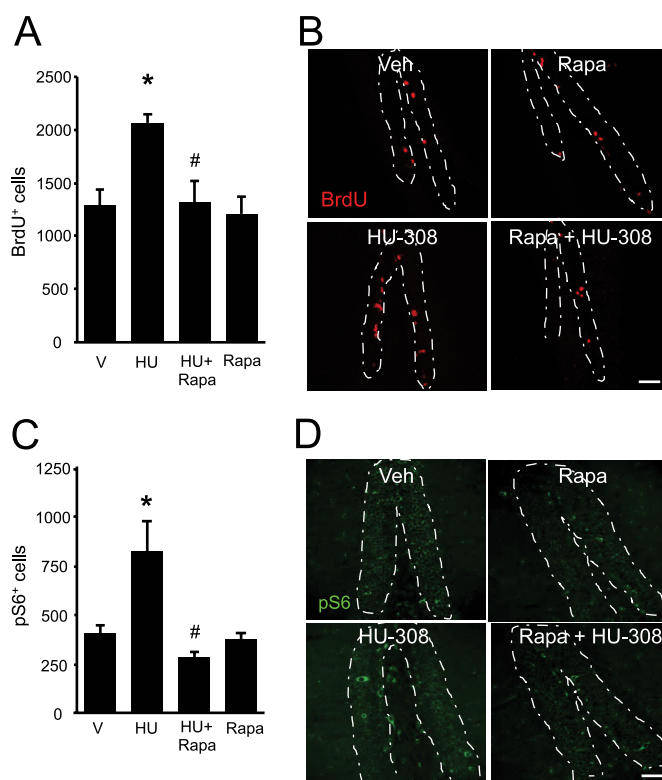 A
BrdU⁺ cells
2500
2000
1500
1000
500
0
*
#
V
HU
HU+
Rapa
Rapa
B
Veh
Rapa
BrdU
HU-308
Rapa + HU-308
C
pS6⁺ cells
1250
1000
750
500
250
0
*
#
V
HU
HU+
Rapa
Rapa
D
Veh
Rapa
pS6
HU-308
Rapa + HU-308